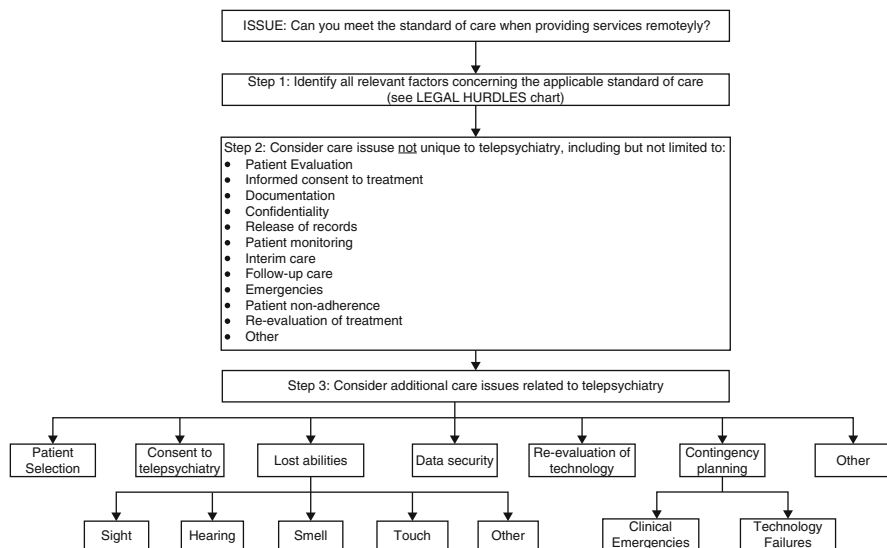 ISSUE: Can you meet the standard of care when providing services remoteyly?
Step 1: Identify all relevant factors concerning the applicable standard of care
(see LEGAL HURDLES chart)
Step 2: Consider care issuse not unique to telepsychiatry, including but not limited to:
● Patient Evaluation
● Informed consent to treatment
● Documentation
● Confidentiality
● Release of records
● Patient monitoring
● Interim care
● Follow-up care
● Emergencies
● Patient non-adherence
● Re-evaluation of treatment
● Other
Step 3: Consider additional care issues related to telepsychiatry
Patient
Selection
Consent to
telepsychiatry
Lost abilities
Data security
Re-evaluation of
technology
Contingency
planning
Other
Sight
Hearing
Smell
Touch
Other
Clinical
Emergencies
Technology
Failures